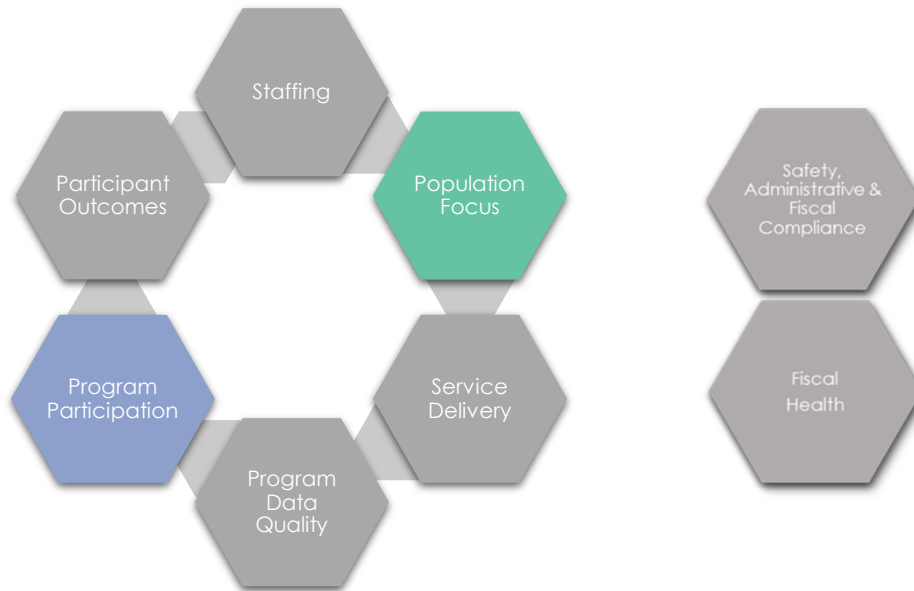 Staffing
Participant
Outcomes
Population
Focus
Safety,
Administrative &
Fiscal
Compliance
Program
Participation
Service
Delivery
Fiscal
Health
Program
Data
Quality